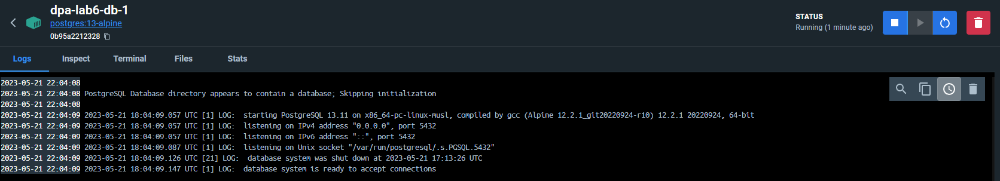 dpa-lab6-db-1
postgres:13-alpine
0b95a2212328
STATUS
Running (1 minute ago)
Logs Inspect Terminal Files Stats
2023-05-21 22:04:08
2023-05-21 22:04:08 PostgreSQL Database directory appears to contain a database; Skipping initialization
2023-05-21 22:04:08
2023-05-21 22:04:09 2023-05-21 18:04:09.057 UTC [1] LOG:  starting PostgreSQL 13.11 on x86_64-pc-linux-musl, compiled by gcc (Alpine 12.2.1_git20220924-r10) 12.2.1 20220924, 64-bit
2023-05-21 22:04:09 2023-05-21 18:04:09.057 UTC [1] LOG:  listening on IPv4 address "0.0.0.0", port 5432
2023-05-21 22:04:09 2023-05-21 18:04:09.057 UTC [1] LOG:  listening on IPv6 address "::", port 5432
2023-05-21 22:04:09 2023-05-21 18:04:09.087 UTC [1] LOG:  listening on Unix socket "/var/run/postgresql/.s.PGSQL.5432"
2023-05-21 22:04:09 2023-05-21 18:04:09.126 UTC [21] LOG:  database system was shut down at 2023-05-21 17:13:26 UTC
2023-05-21 22:04:09 2023-05-21 18:04:09.147 UTC [1] LOG:  database system is ready to accept connections